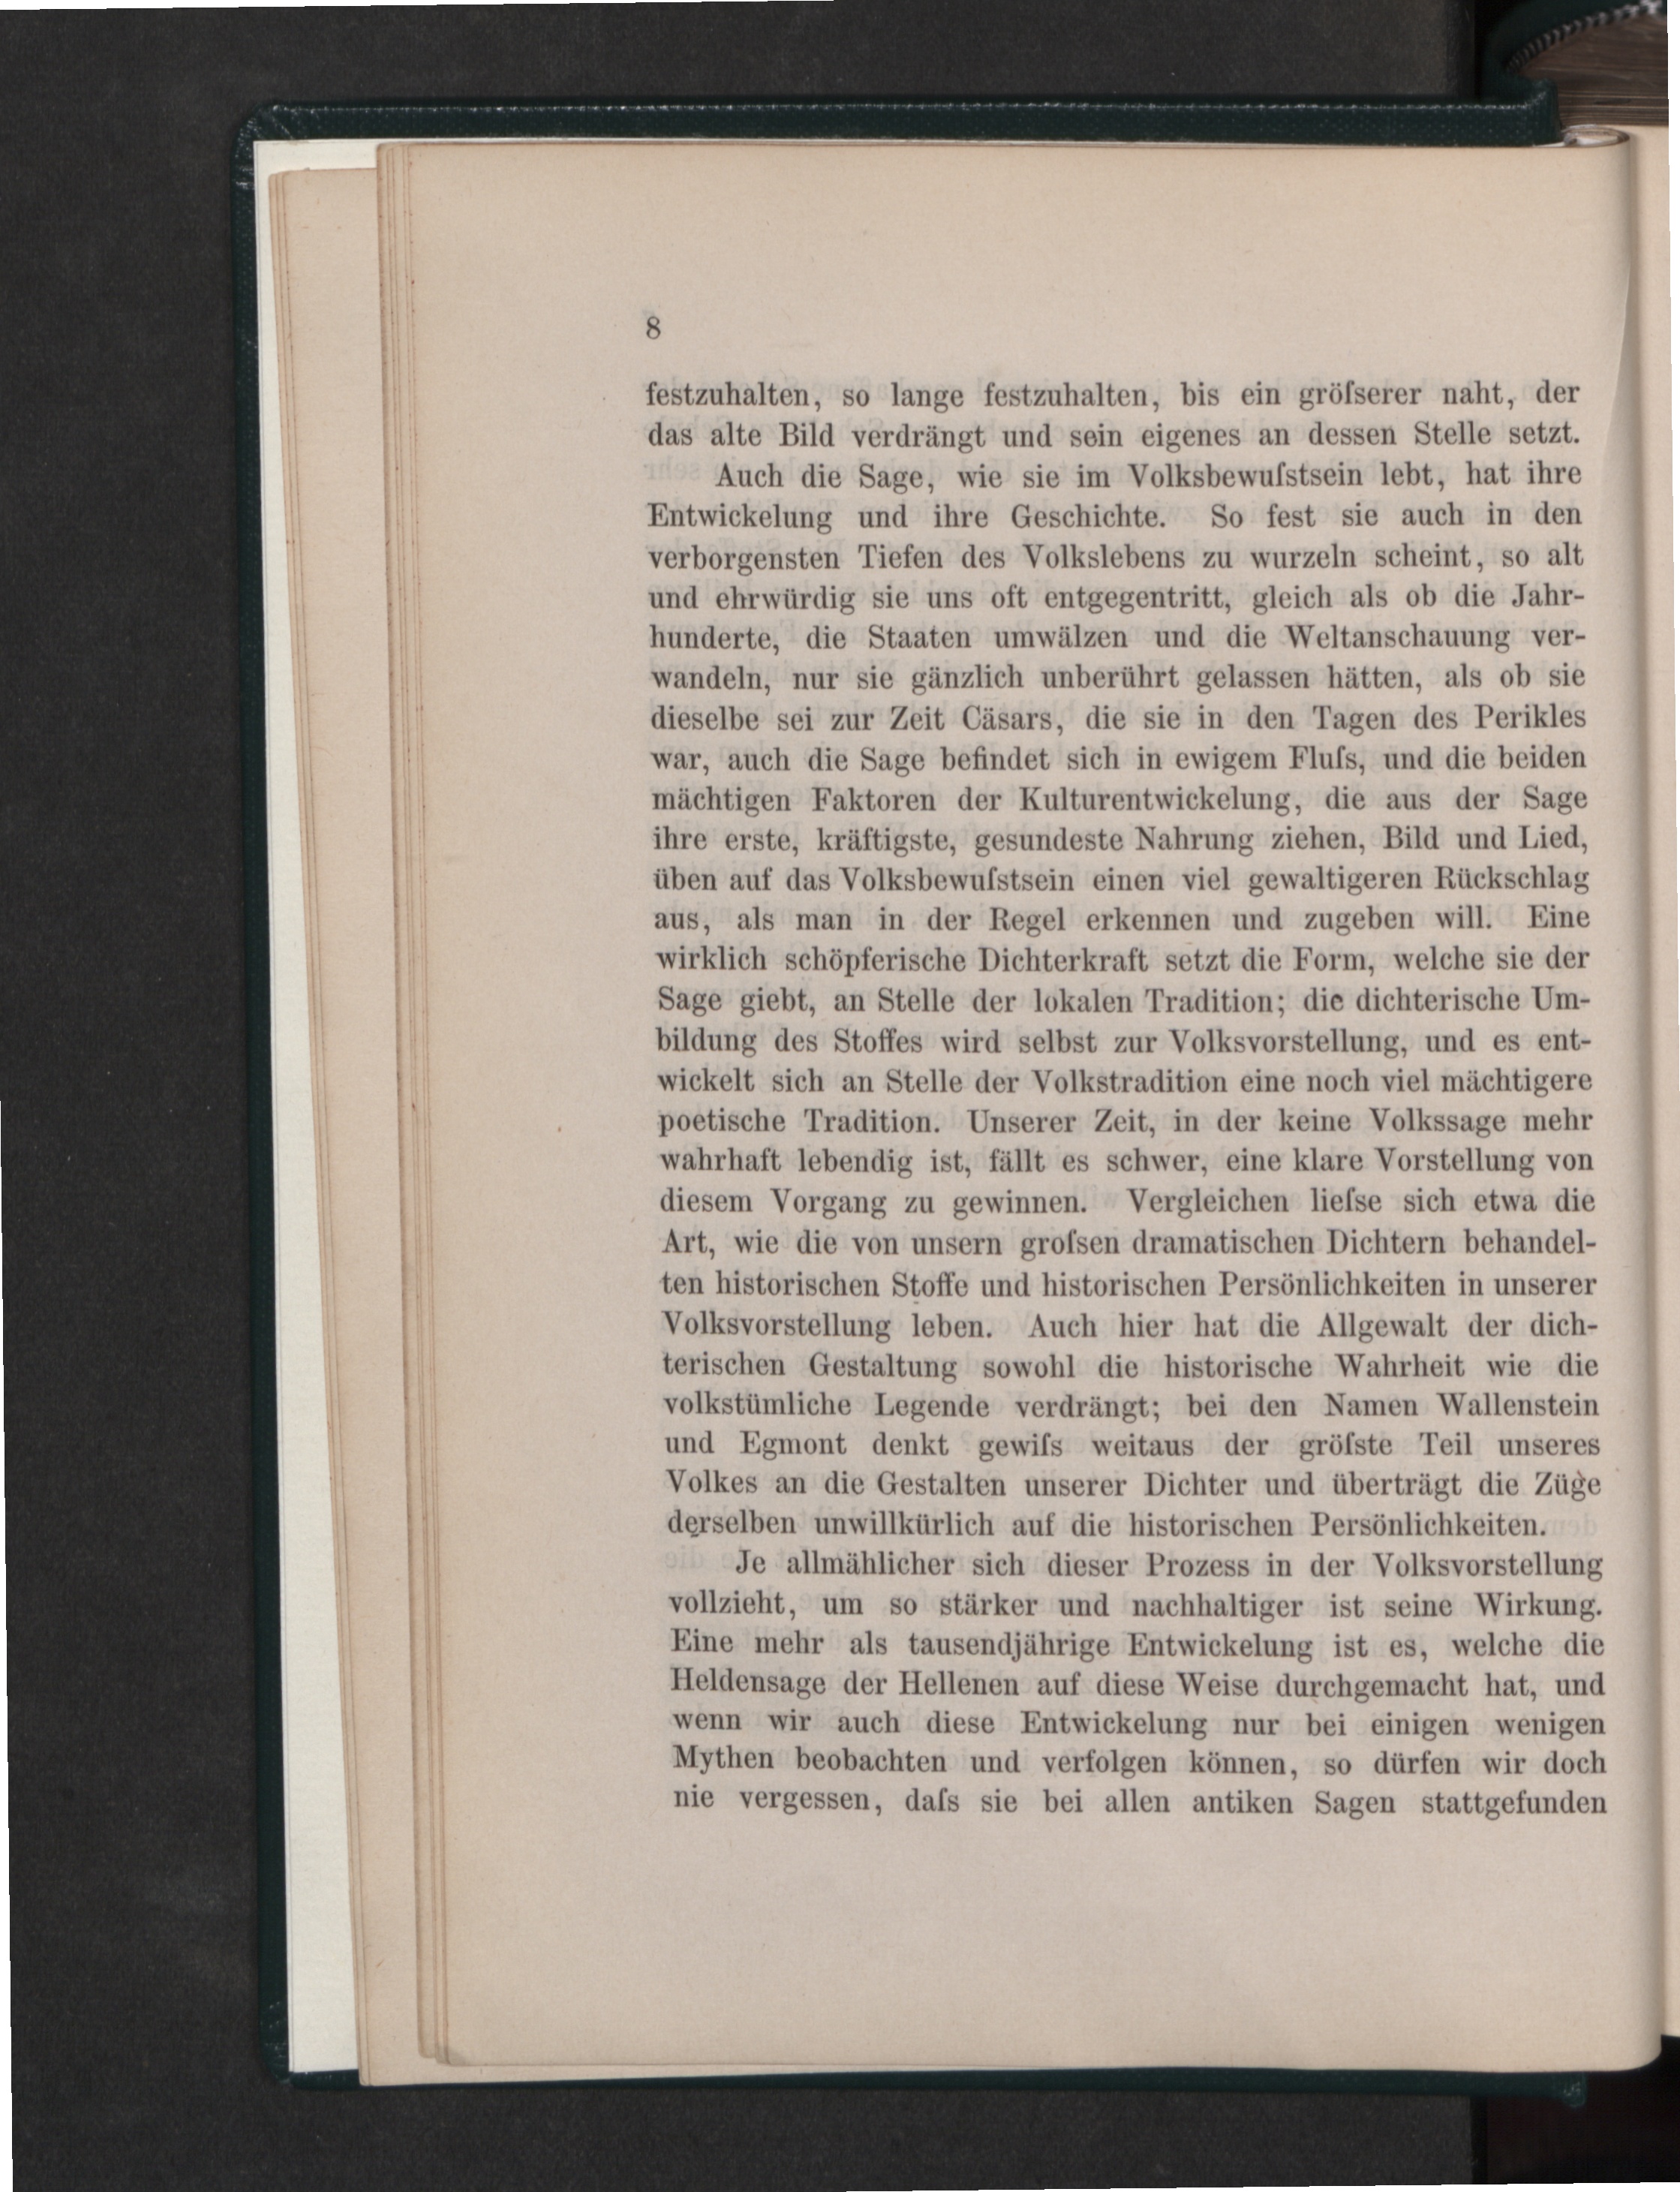 8
festzuhalten, so lange festzuhalten, bis ein gröſserer naht, der
das alte Bild verdrängt und sein eigenes an dessen Stelle setzt.
Auch die Sage, wie sie im Volksbewuſstsein lebt, hat ihre
Entwickelung und ihre Geschichte. So fest sie auch in den
verborgensten Tiefen des Volkslebens zu wurzeln scheint, so alt
und ehrwürdig sie uns oft entgegentritt, gleich als ob die Jahr-
hunderte, die Staaten umwälzen und die Weltanschauung ver-
wandeln, nur sie gänzlich unberührt gelassen hätten, als ob sie
dieselbe sei zur Zeit Cäsars, die sie in den Tagen des Perikles
war, auch die Sage befindet sich in ewigem Fluſs, und die beiden
mächtigen Faktoren der Kulturentwickelung, die aus der Sage
ihre erste, kräftigste, gesundeste Nahrung ziehen, Bild und Lied,
üben auf das Volksbewuſstsein einen viel gewaltigeren Rückschlag
aus, als man in der Regel erkennen und zugeben will. Eine
wirklich schöpferische Dichterkraft setzt die Form, welche sie der
Sage giebt, an Stelle der lokalen Tradition; die dichterische Um-
bildung des Stoffes wird selbst zur Volksvorstellung, und es ent-
wickelt sich an Stelle der Volkstradition eine noch viel mächtigere
poetische Tradition. Unserer Zeit, in der keine Volkssage mehr
wahrhaft lebendig ist, fällt es schwer, eine klare Vorstellung von
diesem Vorgang zu gewinnen. Vergleichen lieſse sich etwa die
Art, wie die von unsern groſsen dramatischen Dichtern behandel-
ten historischen Stoffe und historischen Persönlichkeiten in unserer
Volksvorstellung leben. Auch hier hat die Allgewalt der dich-
terischen Gestaltung sowohl die historische Wahrheit wie die
volkstümliche Legende verdrängt; bei den Namen Wallenstein
und Egmont denkt gewiſs weitaus der gröſste Teil unseres
Volkes an die Gestalten unserer Dichter und überträgt die Züge
derselben unwillkürlich auf die historischen Persönlichkeiten.
Je allmählicher sich dieser Prozess in der Volksvorstellung
vollzieht, um so stärker und nachhaltiger ist seine Wirkung.
Eine mehr als tausendjährige Entwickelung ist es, welche die
Heldensage der Hellenen auf diese Weise durchgemacht hat, und
wenn wir auch diese Entwickelung nur bei einigen wenigen
Mythen beobachten und verfolgen können, so dürfen wir doch
nie vergessen, daſs sie bei allen antiken Sagen stattgefunden